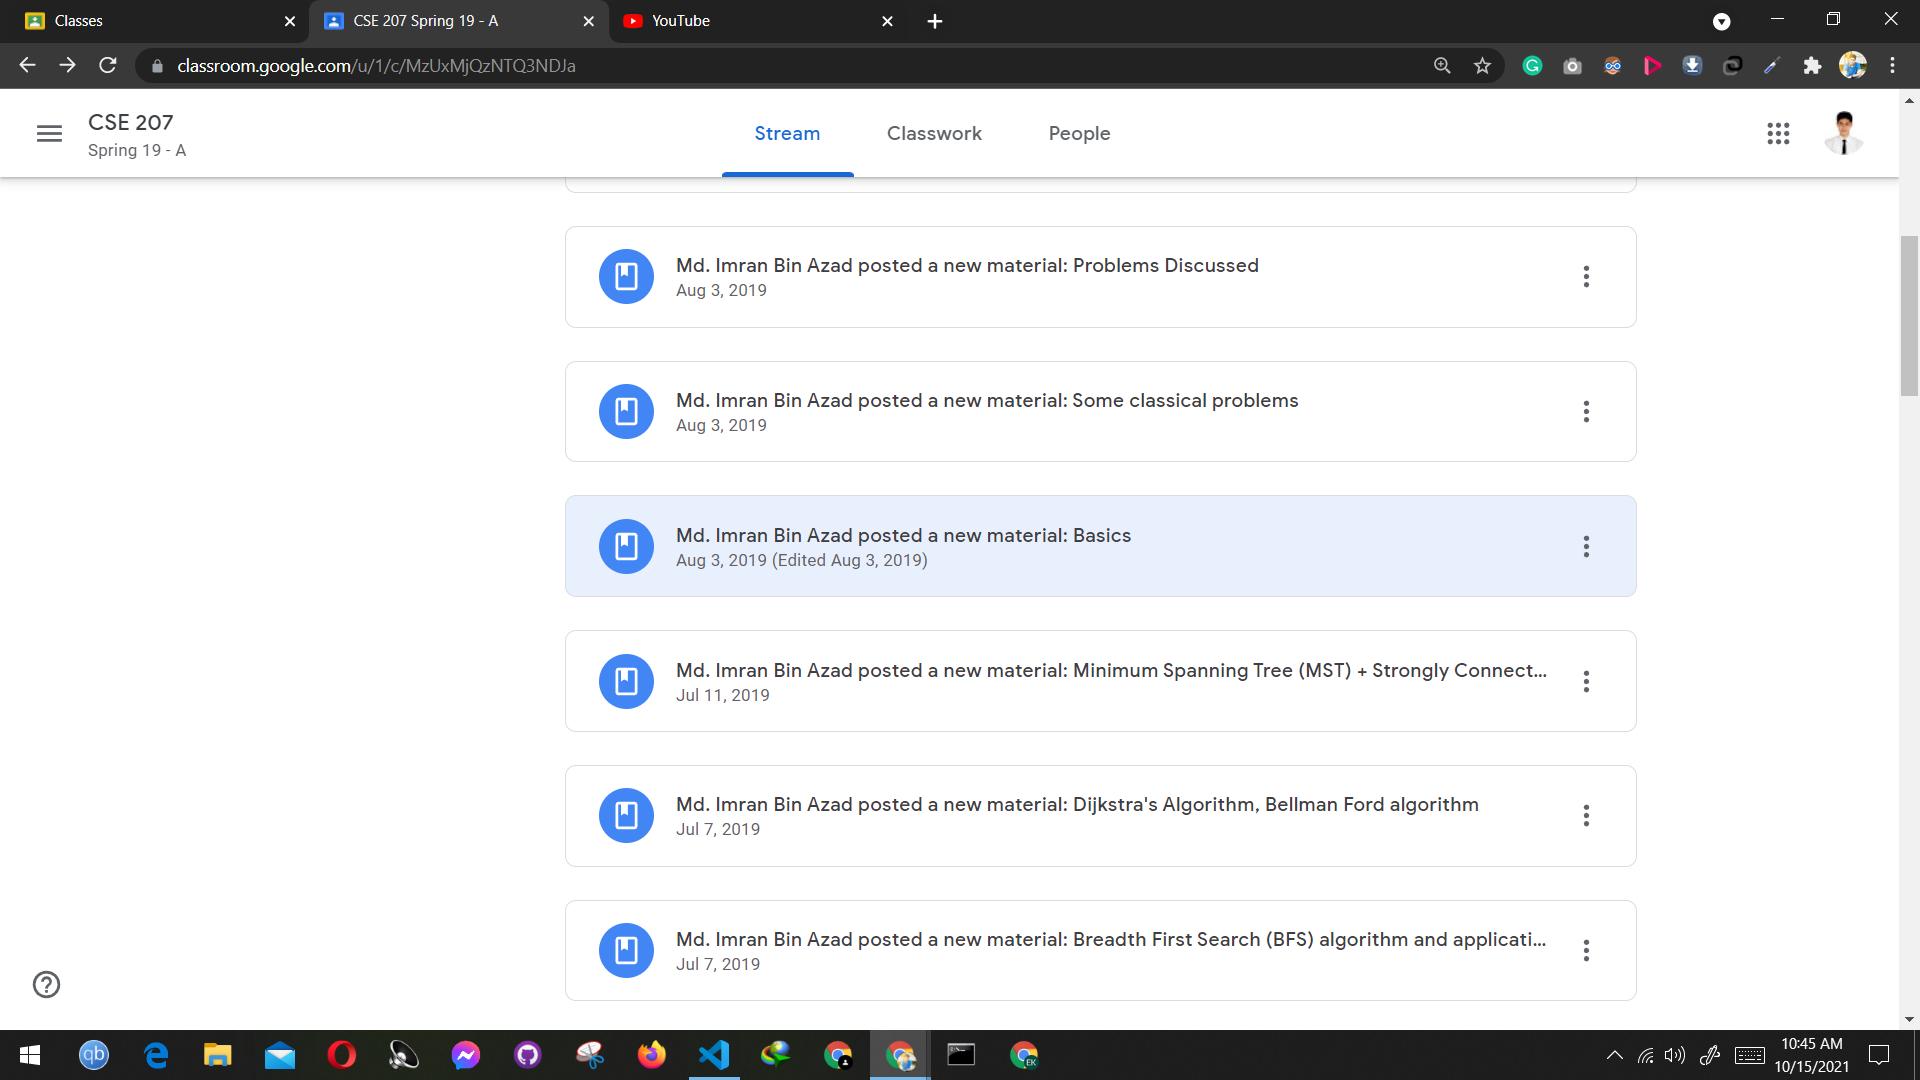 Classes
CSE 207 Spring 19 - A
YouTube
classroom.google.com/u/1/c/MzUxMjQzNTQ3NDJa
CSE 207
Spring 19 - A
Stream
Classwork
People
Md. Imran Bin Azad posted a new material: Problems Discussed
Aug 3, 2019
Md. Imran Bin Azad posted a new material: Some classical problems
Aug 3, 2019
Md. Imran Bin Azad posted a new material: Basics
Aug 3, 2019 (Edited Aug 3, 2019)
Md. Imran Bin Azad posted a new material: Minimum Spanning Tree (MST) + Strongly Connect...
Jul 11, 2019
Md. Imran Bin Azad posted a new material: Dijkstra's Algorithm, Bellman Ford algorithm
Jul 7, 2019
Md. Imran Bin Azad posted a new material: Breadth First Search (BFS) algorithm and applicati...
Jul 7, 2019
qb
EK
10:45 AM
10/15/2021